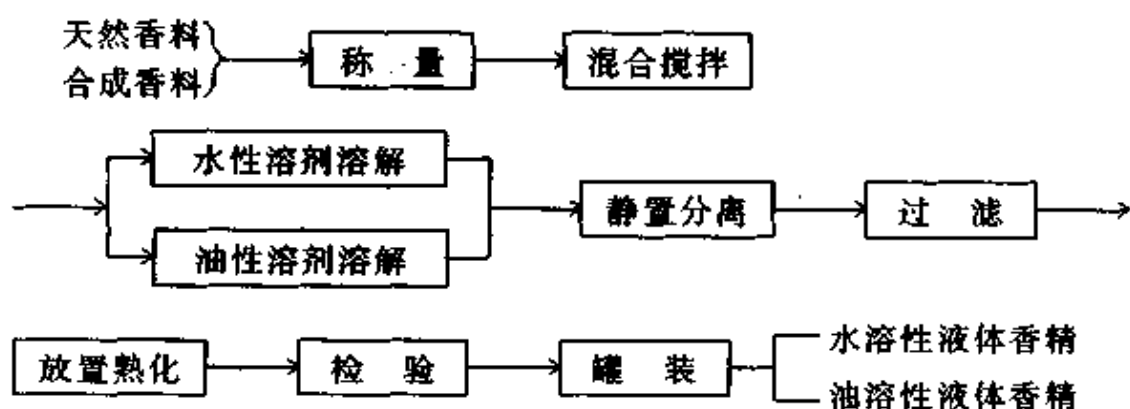 天然香料
合成香料
称 量
混合搅拌
水性溶剂溶解
油性溶剂溶解
静置分离
过 滤
放置熟化
检 验
罐 装
水溶性液体香精
油溶性液体香精